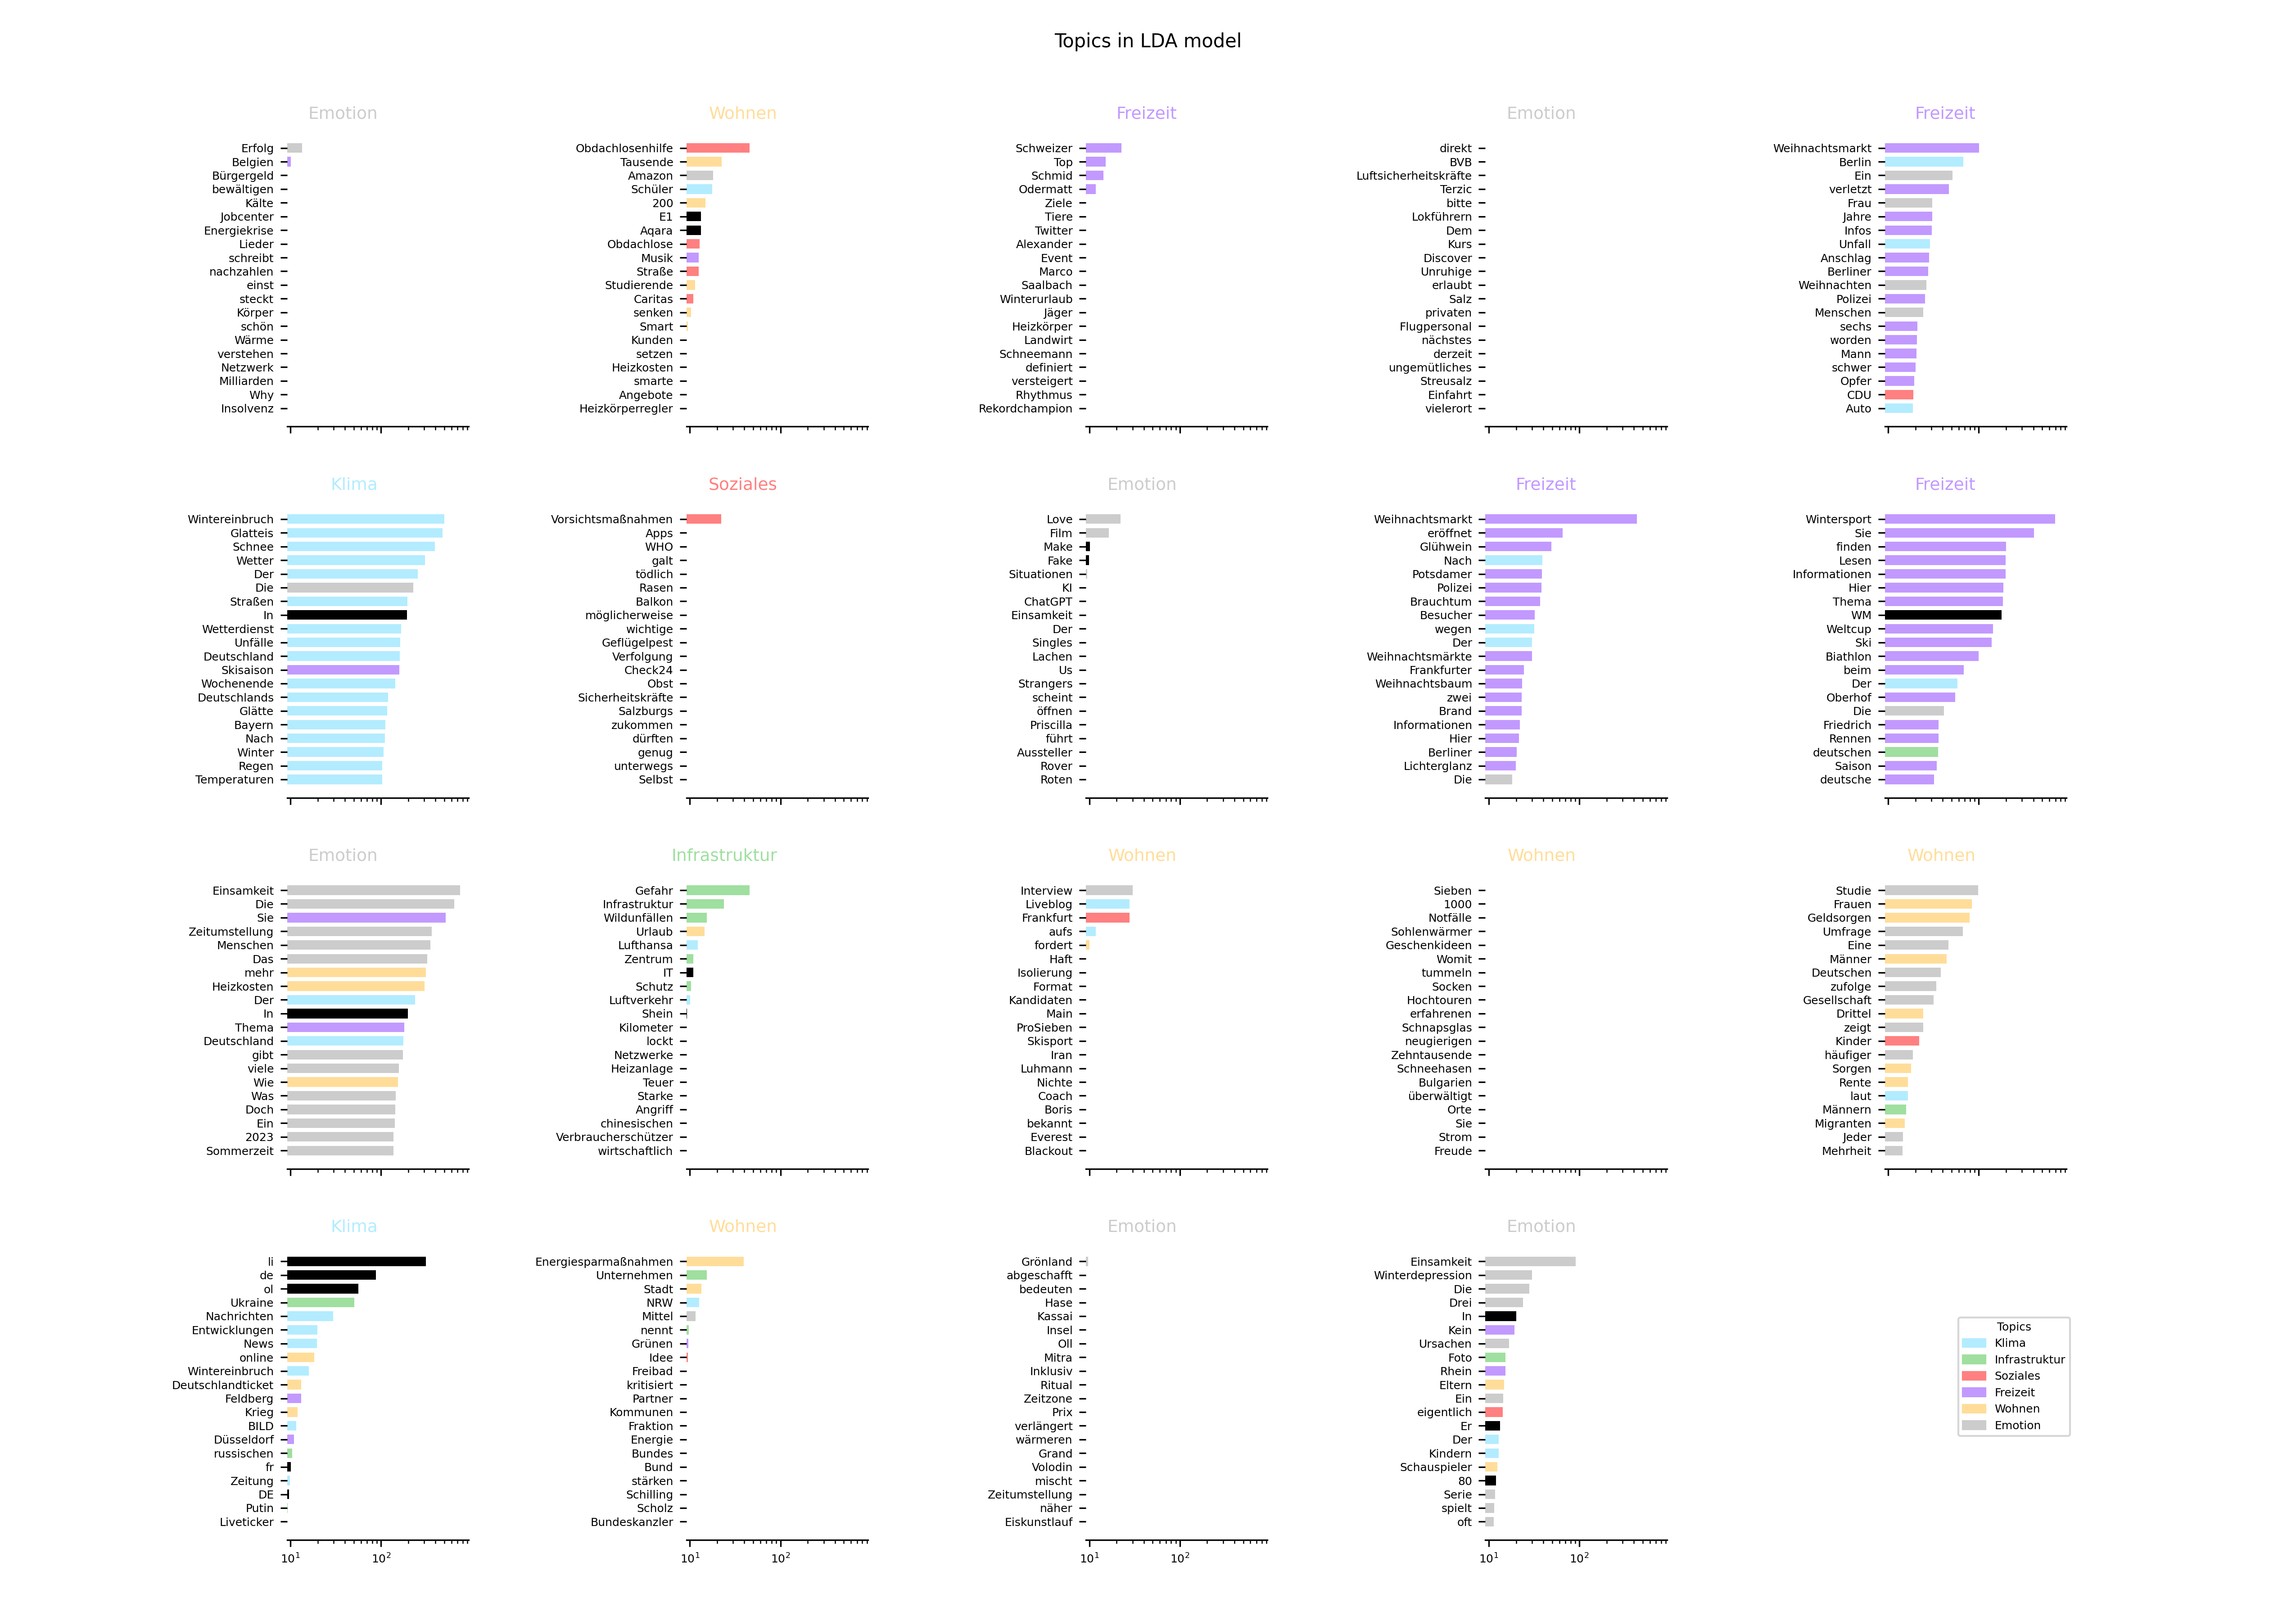 Topics in LDA model
Emotion
Erfolg
Belgien
Bürgergeld
bewältigen
Kälte
Jobcenter
Energiekrise
Lieder
schreibt
nachzahlen
einst
steckt
Körper
schön
Wärme
verstehen
Netzwerk
Milliarden
Why
Insolvenz
Wohnen
Obdachlosenhilfe
Tausende
Amazon
Schüler
200
E1
Aqara
Obdachlose
Musik
Straße
Studierende
Caritas
senken
Smart
Kunden
setzen
Heizkosten
smarte
Angebote
Heizkörperregler
Freizeit
Schweizer
Top
Schmid
Odermatt
Ziele
Tiere
Twitter
Alexander
Event
Marco
Saalbach
Winterurlaub
Jäger
Heizkörper
Landwirt
Schneemann
definiert
versteigert
Rhythmus
Rekordchampion
Emotion
direkt
BVB
Luftsicherheitskräfte
Terzic
bitte
Lokführern
Dem
Kurs
Discover
Unruhige
erlaubt
Salz
privaten
Flugpersonal
nächstes
derzeit
ungemütliches
Streusalz
Einfahrt
vielerort
Freizeit
Weihnachtsmarkt
Berlin
Ein
verletzt
Frau
Jahre
Infos
Unfall
Anschlag
Berliner
Weihnachten
Polizei
Menschen
sechs
worden
Mann
schwer
Opfer
CDU
Auto
Klima
Wintereinbruch
Glatteis
Schnee
Wetter
Der
Die
Straßen
In
Wetterdienst
Unfälle
Deutschland
Skisaison
Wochenende
Deutschlands
Glätte
Bayern
Nach
Winter
Regen
Temperaturen
Soziales
Vorsichtsmaßnahmen
Apps
WHO
galt
tödlich
Rasen
Balkon
möglicherweise
wichtige
Geflügelpest
Verfolgung
Check24
Obst
Sicherheitskräfte
Salzburgs
zukommen
dürften
genug
unterwegs
Selbst
Emotion
Love
Film
Make
Fake
Situationen
KI
ChatGPT
Einsamkeit
Der
Singles
Lachen
Us
Strangers
scheint
öffnen
Priscilla
führt
Aussteller
Rover
Roten
Freizeit
Weihnachtsmarkt
eröffnet
Glühwein
Nach
Potsdamer
Polizei
Brauchtum
Besucher
wegen
Der
Weihnachtsmärkte
Frankfurter
Weihnachtsbaum
zwei
Brand
Informationen
Hier
Berliner
Lichterglanz
Die
Freizeit
Wintersport
Sie
finden
Lesen
Informationen
Hier
Thema
WM
Weltcup
Ski
Biathlon
beim
Der
Oberhof
Die
Friedrich
Rennen
deutschen
Saison
deutsche
Emotion
Einsamkeit
Die
Sie
Zeitumstellung
Menschen
Das
mehr
Heizkosten
Der
In
Thema
Deutschland
gibt
viele
Wie
Was
Doch
Ein
2023
Sommerzeit
Infrastruktur
Gefahr
Infrastruktur
Wildunfällen
Urlaub
Lufthansa
Zentrum
IT
Schutz
Luftverkehr
Shein
Kilometer
lockt
Netzwerke
Heizanlage
Teuer
Starke
Angriff
chinesischen
Verbraucherschützer
wirtschaftlich
Wohnen
Interview
Liveblog
Frankfurt
aufs
fordert
Haft
Isolierung
Format
Kandidaten
Main
ProSieben
Skisport
Iran
Luhmann
Nichte
Coach
Boris
bekannt
Everest
Blackout
Wohnen
Sieben
1000
Notfälle
Sohlenwärmer
Geschenkideen
Womit
tummeln
Socken
Hochtouren
erfahrenen
Schnapsglas
neugierigen
Zehntausende
Schneehasen
Bulgarien
überwältigt
Orte
Sie
Strom
Freude
Wohnen
Studie
Frauen
Geldsorgen
Umfrage
Eine
Männer
Deutschen
zufolge
Gesellschaft
Drittel
zeigt
Kinder
häufiger
Sorgen
Rente
laut
Männern
Migranten
Jeder
Mehrheit
Klima
li
de
ol
Ukraine
Nachrichten
Entwicklungen
News
online
Wintereinbruch
Deutschlandticket
Feldberg
Krieg
BILD
Düsseldorf
russischen
fr
Zeitung
DE
Putin
Liveticker
10¹ 10²
Wohnen
Energiesparmaßnahmen
Unternehmen
Stadt
NRW
Mittel
nennt
Grünen
Idee
Freibad
kritisiert
Partner
Kommunen
Fraktion
Energie
Bundes
Bund
stärken
Schilling
Scholz
Bundeskanzler
10¹ 10²
Emotion
Grönland
abgeschafft
bedeuten
Hase
Kassai
Insel
Oll
Mitra
Inklusiv
Ritual
Zeitzone
Prix
verlängert
wärmeren
Grand
Volodin
mischt
Zeitumstellung
näher
Eiskunstlauf
10¹ 10²
Emotion
Einsamkeit
Winterdepression
Die
Drei
In
Kein
Ursachen
Foto
Rhein
Eltern
Ein
eigentlich
Er
Der
Kindern
Schauspieler
80
Serie
spielt
oft
10¹ 10²
Topics
Klima
Infrastruktur
Soziales
Freizeit
Wohnen
Emotion